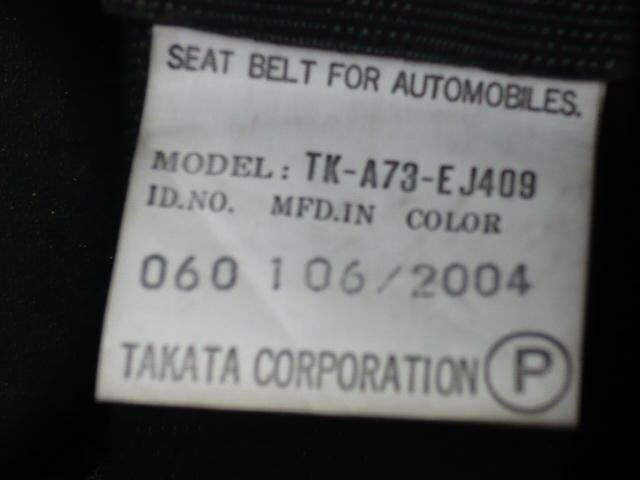 SEAT BELT FOR AUTOMOBILES.
MODEL: TK-A73-EJ409
ID.NO. MFD.IN COLOR
060 106/2004
TAKATA CORPORATION P